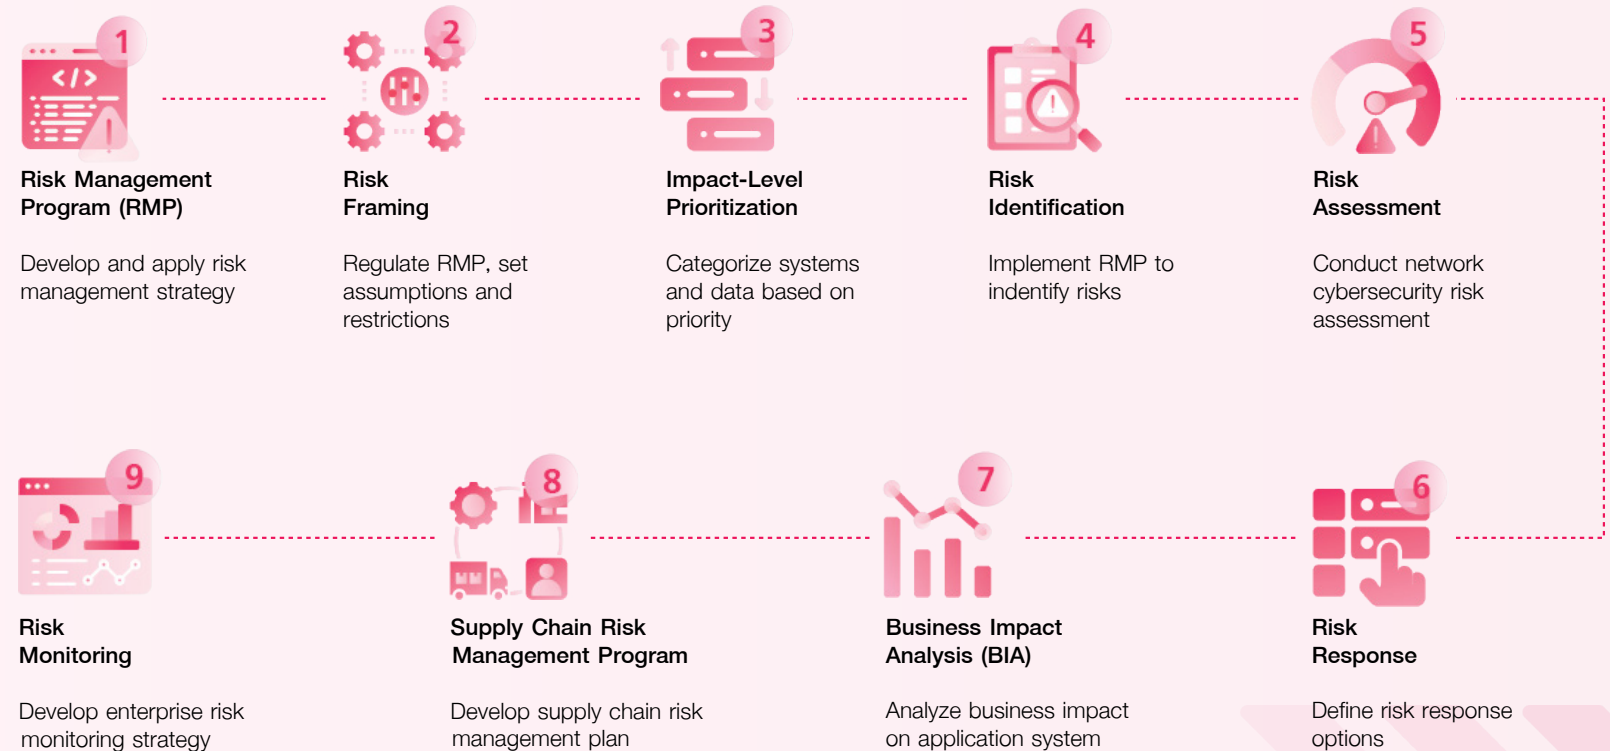 1
Risk Management
Program (RMP)
Develop and apply risk
management strategy
2
Risk
Framing
Regulate RMP, set
assumptions and
restrictions
3
Impact-Level
Prioritization
Categorize systems
and data based on
priority
4
Risk
Identification
Implement RMP to
indentify risks
5
Risk
Assessment
Conduct network
cybersecurity risk
assessment
6
Risk
Response
Define risk response
options
7
Business Impact
Analysis (BIA)
Analyze business impact
on application system
8
Supply Chain Risk
Management Program
Develop supply chain risk
management plan
9
Risk
Monitoring
Develop enterprise risk
monitoring strategy